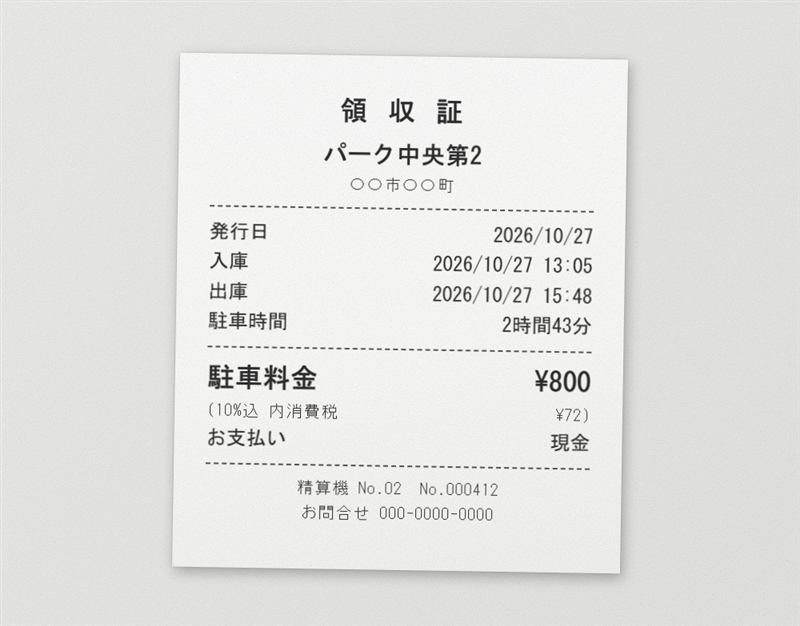 領収証
パーク中央第2
○○市○○町
発行日 2026/10/27
入庫 2026/10/27 13:05
出庫 2026/10/27 15:48
駐車時間 2時間43分
駐車料金 ¥800
(10%込 内消費税 ¥72)
お支払い 現金
精算機 No.02 No.000412
お問合せ 000-0000-0000